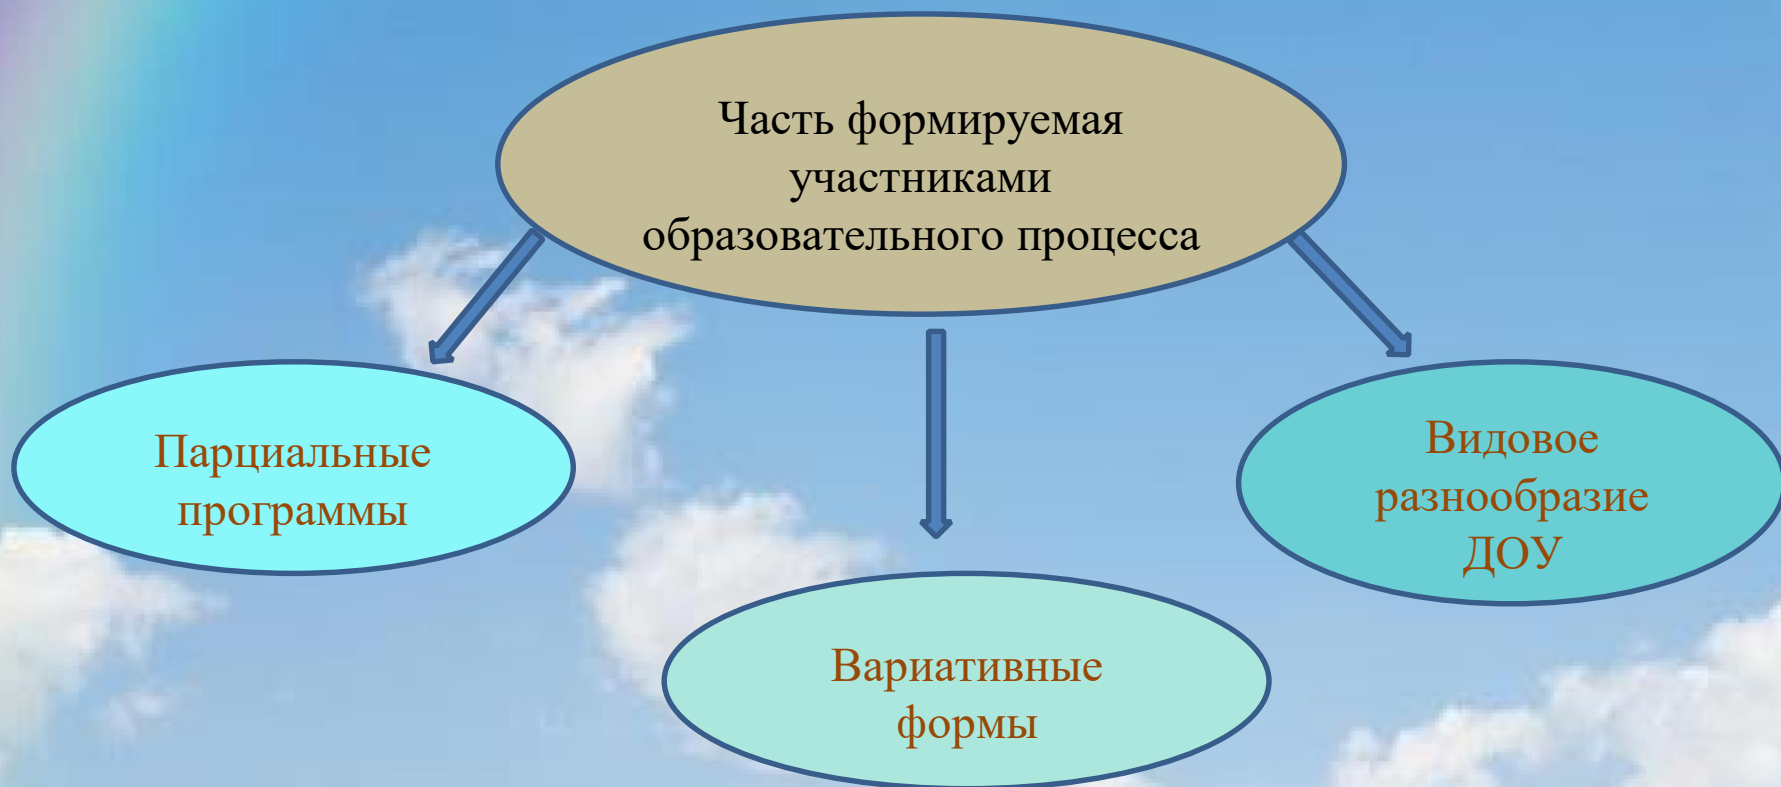 Часть формируемая
участниками
образовательного процесса
Парциальные
программы
Вариативные
формы
Видовое
разнообразие
ДОУ